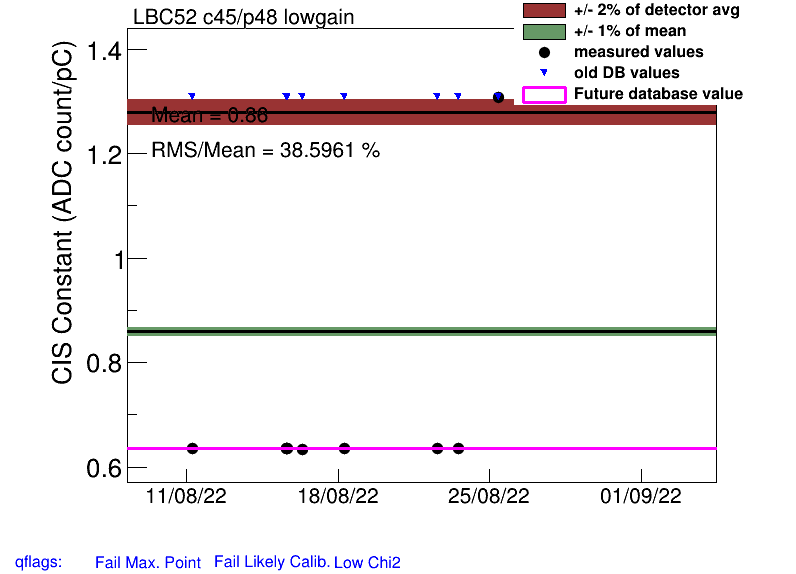 LBC52 c45/p48 lowgain
+/- 2% of detector avg
+/- 1% of mean
measured values
old DB values
Future database value
CIS Constant (ADC count/pC)
1.4
1.2
1
0.8
0.6
Mean = 0.86
RMS/Mean = 38.5961 %
11/08/22 18/08/22 25/08/22 01/09/22
qflags: Fail Max. Point Fail Likely Calib. Low Chi2